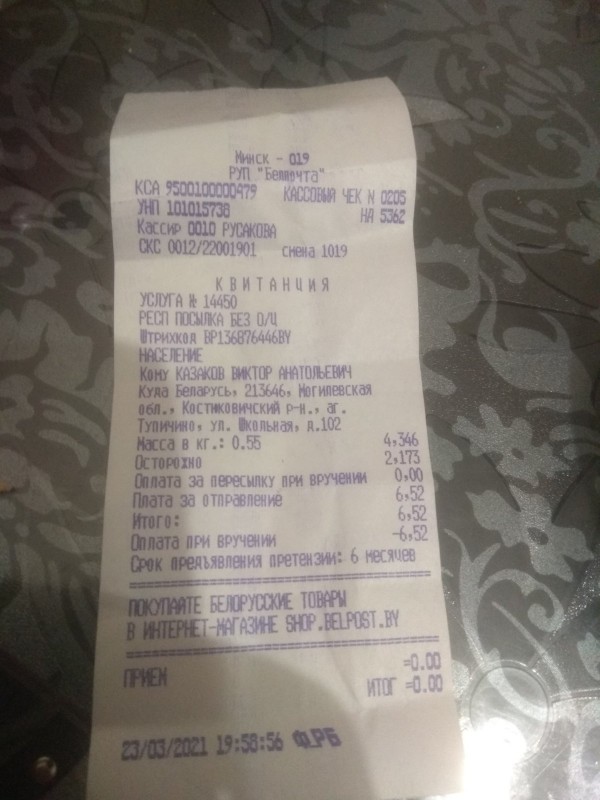 Минск - 019
РУП "Белпочта"
КСА 9500100000479 КАССОВЫЙ ЧЕК N 0205
УНП 101015738 НА 5362
Кассир 0010 РУСАКОВА
СКС 0012/22001901 смена 1019
КВИТАНЦИЯ
УСЛУГА № 14450
РЕСП ПОСЫЛКА БЕЗ О/Ц
Штрихкод BP136876446BY
НАСЕЛЕНИЕ
Кому КАЗАКОВ ВИКТОР АНАТОЛЬЕВИЧ
Куда Беларусь, 213646, Могилевская
обл., Костюковичский р-н., аг.
Тупичино, ул. Школьная, д.102
Масса в кг.: 0.55 4,346
Осторожно 2,173
Оплата за пересылку при вручении 0,00
Плата за отправление 6,52
Итого: 6,52
Оплата при вручении -6,52
Срок предъявления претензии: 6 месяцев
ПОКУПАЙТЕ БЕЛОРУССКИЕ ТОВАРЫ
В ИНТЕРНЕТ-МАГАЗИНЕ SHOP.BELPOST.BY
=0.00
ПРИЕМ
ИТОГ =0.00
23/03/2021 19:58:56 ФРБ